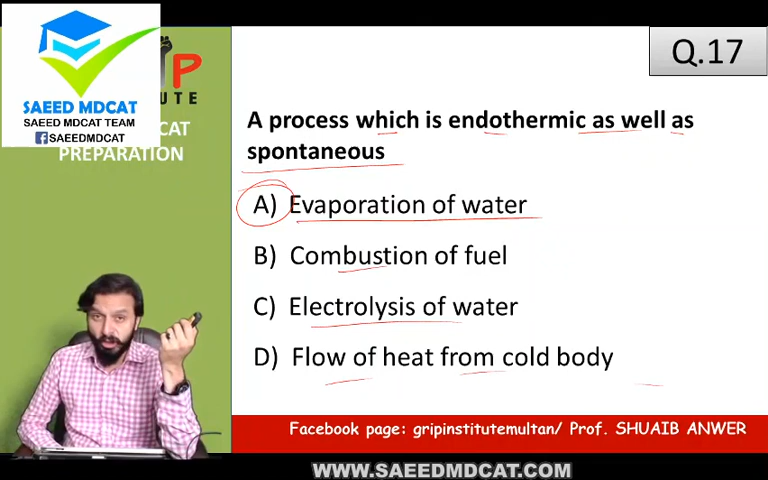 SAEED MDCAT
SAEED MDCAT TEAM
SAEEDMDCAT
P
UTE
CAT
PREPARATION
Q.17
A process which is endothermic as well as
spontaneous
A) Evaporation of water
B) Combustion of fuel
C) Electrolysis of water
D) Flow of heat from cold body
Facebook page: gripinstitutemultan/ Prof. SHUAIB ANWER
WWW.SAEEDMDCAT.COM